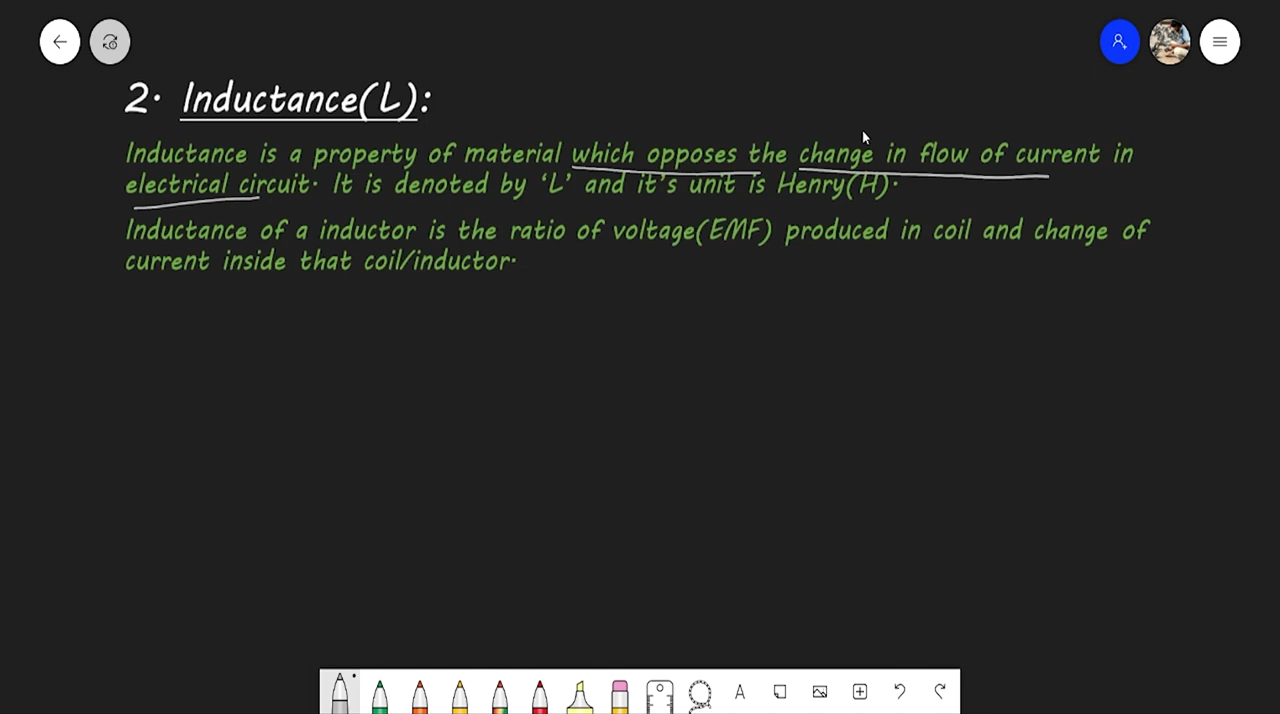 2. Inductance(L):
Inductance is a property of material which opposes the change in flow of current in
electrical circuit. It is denoted by ‘L’ and it’s unit is Henry(H).
Inductance of a inductor is the ratio of voltage(EMF) produced in coil and change of
current inside that coil/inductor.